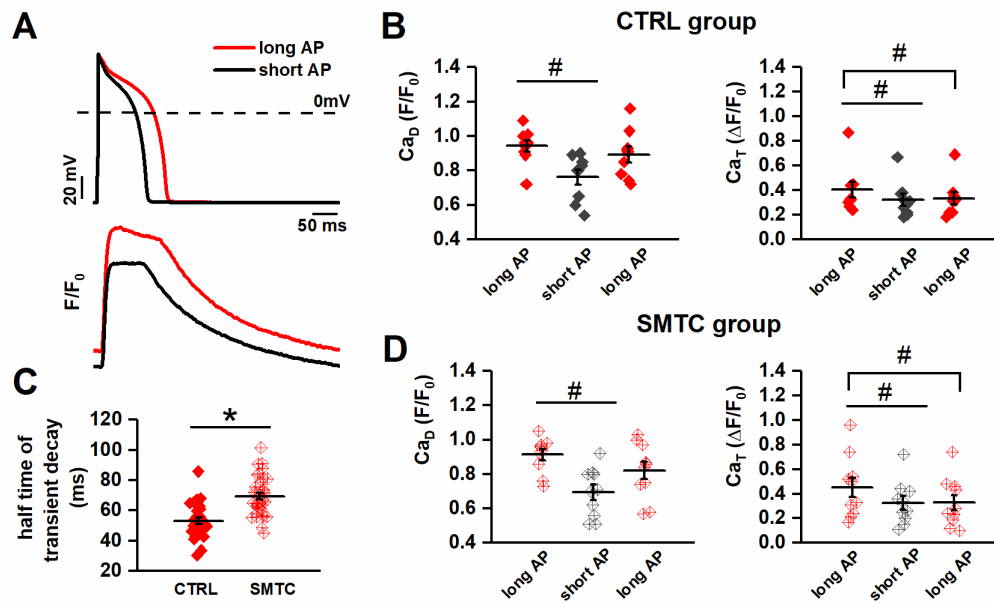 A
long AP
short AP
0mV
20 mV
50 ms
F/F₀
B
CTRL group
Ca_D (F/F₀)
1.4
1.2
1.0
0.8
0.6
0.4
#
long AP
short AP
long AP
Ca_T (ΔF/F₀)
1.4
1.2
1.0
0.8
0.6
0.4
0.2
0.0
#
#
long AP
short AP
long AP
C
half time of
transient decay
(ms)
120
100
80
60
40
20
*
CTRL
SMTC
D
SMTC group
Ca_D (F/F₀)
1.4
1.2
1.0
0.8
0.6
0.4
#
long AP
short AP
long AP
Ca_T (ΔF/F₀)
1.4
1.2
1.0
0.8
0.6
0.4
0.2
0.0
#
#
long AP
short AP
long AP